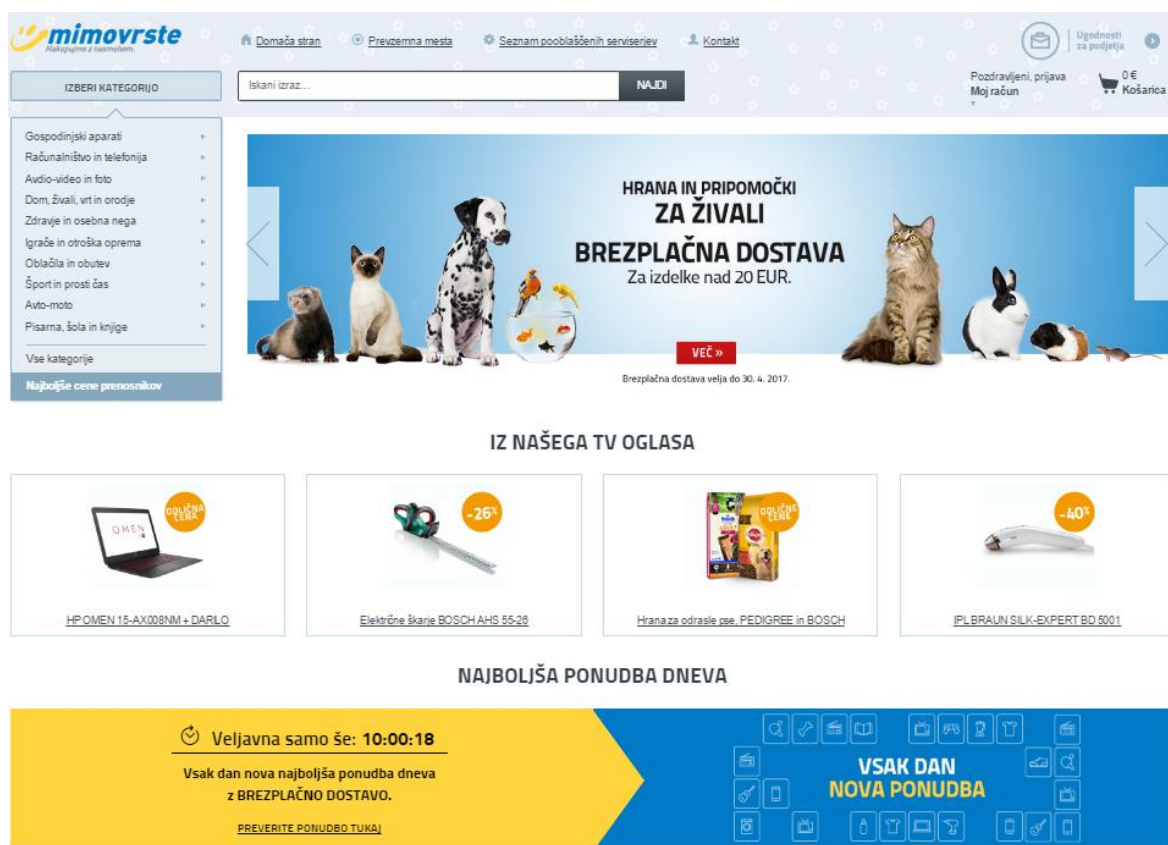 mimovrste
Nakupujmo z nasmehom.
Domača stran
Prevzemna mesta
Seznam pooblaščenih serviserjev
Kontakt
Ugodnosti
za podjetja
IZBERI KATEGORIJO
Iskani izraz...
NAJDI
Pozdravljeni, prijava
Moj račun
0 €
Košarica
Gospodinjski aparati
Računalništvo in telefonija
Avdio-video in foto
Dom, živali, vrt in orodje
Zdravje in osebna nega
Igrače in otroška oprema
Oblačila in obutev
Šport in prosti čas
Avto-moto
Pisarna, šola in knjige
Vse kategorije
Najboljše cene prenosnikov
HRANA IN PRIPOMOČKI
ZA ŽIVALI
BREZPLAČNA DOSTAVA
Za izdelke nad 20 EUR.
VEČ »
Brezplačna dostava velja do 30. 4. 2017.
IZ NAŠEGA TV OGLASA
OMEN
ODLIČNA
CENA
HP OMEN 15-AX008NM + DARILO
-26%
Električne škarje BOSCH AHS 55-26
ODLIČNE
CENE
Hrana za odrasle pse, PEDIGREE in BOSCH
-40%
IPL BRAUN SILK-EXPERT BD 5001
NAJBOLJŠA PONUDBA DNEVA
Veljavna samo še: 10:00:18
Vsak dan nova najboljša ponudba dneva
z BREZPLAČNO DOSTAVO.
PREVERITE PONUDBO TUKAJ
VSAK DAN
NOVA PONUDBA